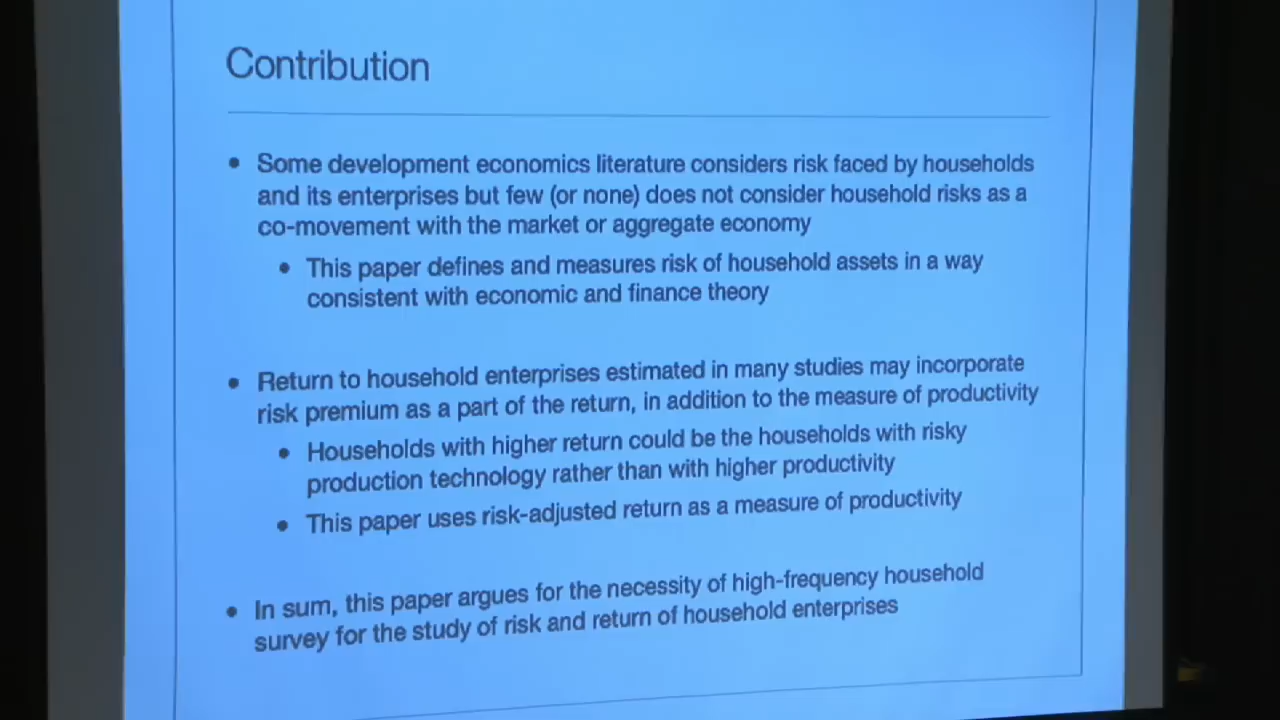 Contribution
• Some development economics literature considers risk faced by households
and its enterprises but few (or none) does not consider household risks as a
co-movement with the market or aggregate economy
• This paper defines and measures risk of household assets in a way
consistent with economic and finance theory
• Return to household enterprises estimated in many studies may incorporate
risk premium as a part of the return, in addition to the measure of productivity
• Households with higher return could be the households with risky
production technology rather than with higher productivity
• This paper uses risk-adjusted return as a measure of productivity
• In sum, this paper argues for the necessity of high-frequency household
survey for the study of risk and return of household enterprises